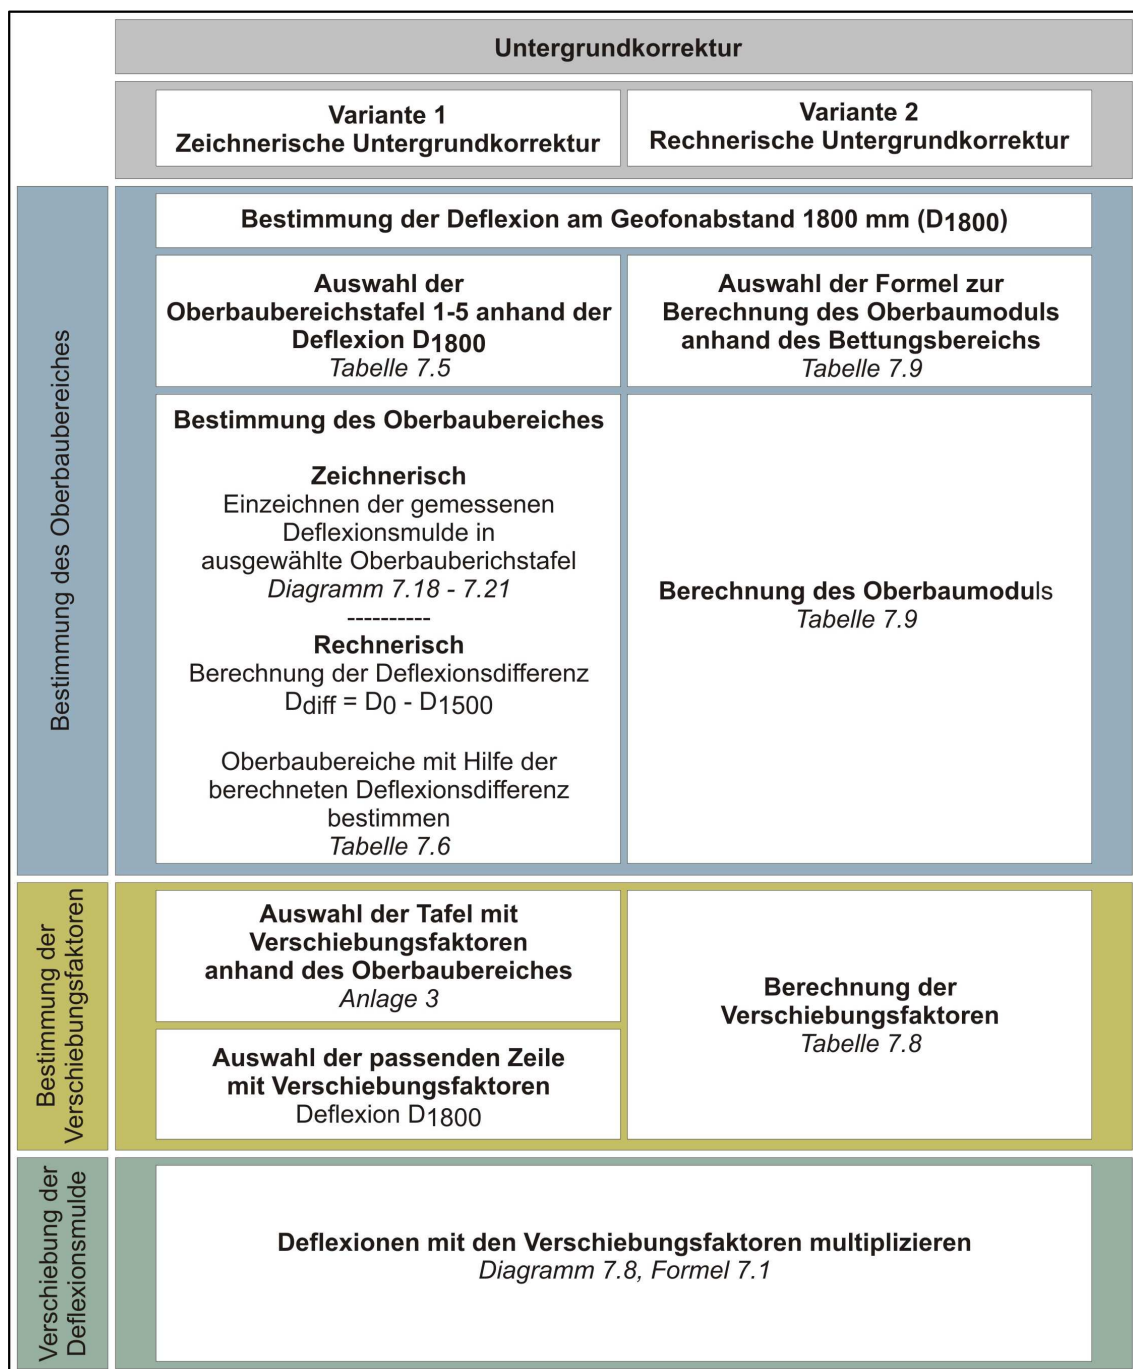 Untergrundkorrektur
Variante 1
Zeichnerische Untergrundkorrektur
Variante 2
Rechnerische Untergrundkorrektur
Bestimmung des Oberbaubereiches
Bestimmung der Deflexion am Geofonabstand 1800 mm (D1800)
Auswahl der
Oberbaubereichstafel 1-5 anhand der
Deflexion D1800
Tabelle 7.5
Auswahl der Formel zur
Berechnung des Oberbaumoduls
anhand des Bettungsbereichs
Tabelle 7.9
Bestimmung des Oberbaubereiches
Zeichnerisch
Einzeichnen der gemessenen
Deflexionsmulde in
ausgewählte Oberbauberichstafel
Diagramm 7.18 - 7.21
----------
Rechnerisch
Berechnung der Deflexionsdifferenz
Ddiff = D0 - D1500
Oberbaubereiche mit Hilfe der
berechneten Deflexionsdifferenz
bestimmen
Tabelle 7.6
Berechnung des Oberbaumoduls
Tabelle 7.9
Bestimmung der
Verschiebungsfaktoren
Auswahl der Tafel mit
Verschiebungsfaktoren
anhand des Oberbaubereiches
Anlage 3
Auswahl der passenden Zeile
mit Verschiebungsfaktoren
Deflexion D1800
Berechnung der
Verschiebungsfaktoren
Tabelle 7.8
Verschiebung der
Deflexionsmulde
Deflexionen mit den Verschiebungsfaktoren multiplizieren
Diagramm 7.8, Formel 7.1